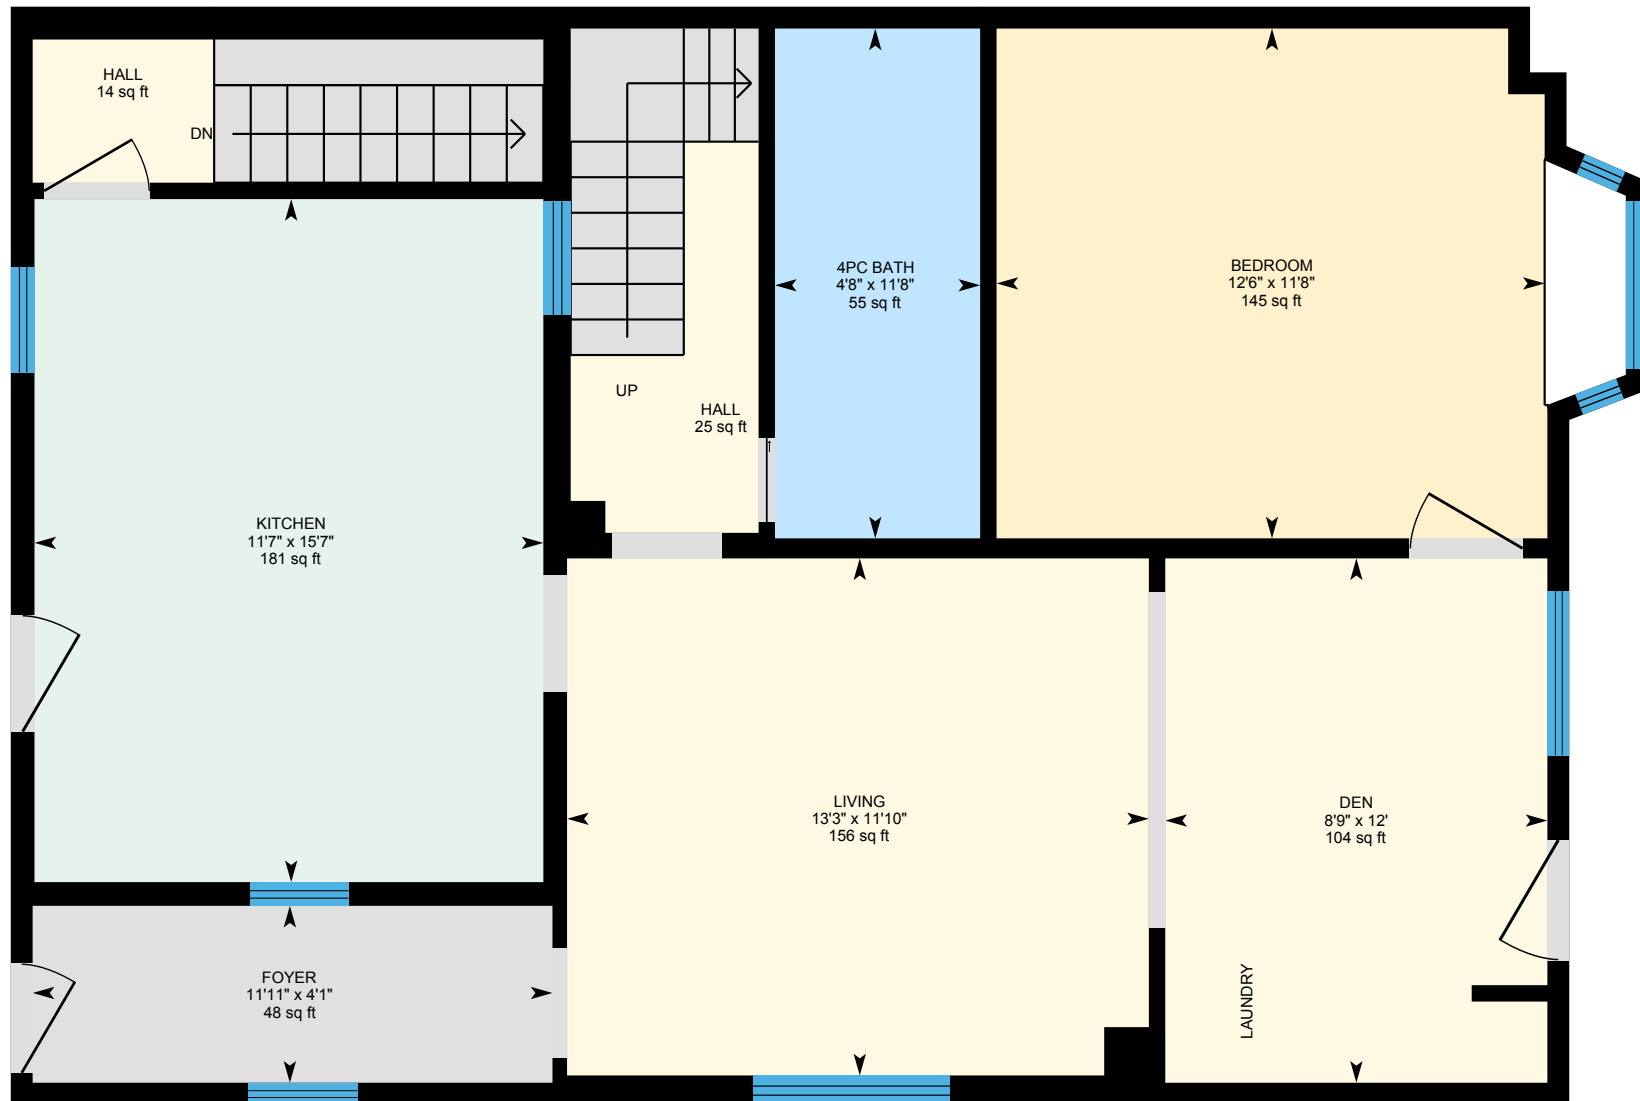 HALL
14 sq ft
DN
4PC BATH
4'8" x 11'8"
55 sq ft
BEDROOM
12'6" x 11'8"
145 sq ft
UP
HALL
25 sq ft
KITCHEN
11'7" x 15'7"
181 sq ft
LIVING
13'3" x 11'10"
156 sq ft
DEN
8'9" x 12'
104 sq ft
FOYER
11'11" x 4'1"
48 sq ft
LAUNDRY